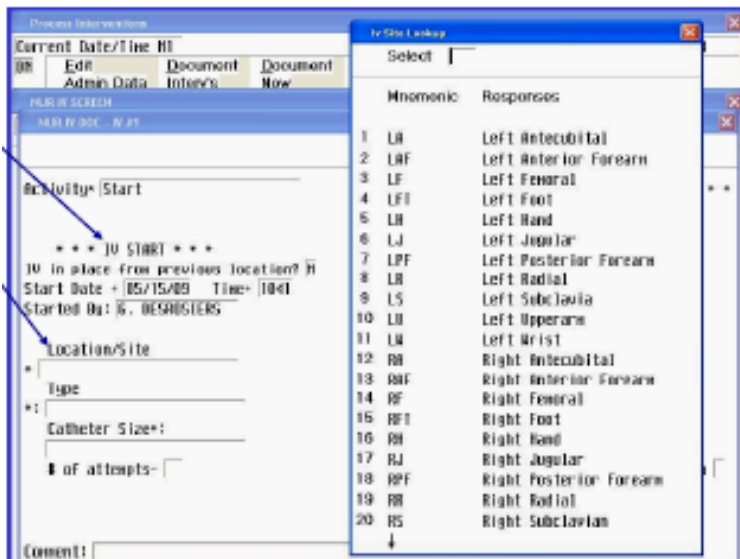 Process Interventions
Current Date/Time
Edit Document Document
Admin Data Interv's Now
NUR IV SCREEN
NUR IV DOC - IV #1
Activity* Start
* * * IV START * * *
IV in place from previous location? N
Start Date * 05/15/09 Time* 1041
Started By: G. DESROSIERS
Location/Site
*
Type
*:
Catheter Size*:
# of attempts-
Comment:
* *
IV Site Lookup
Select
Mnemonic Responses
1 LA Left Antecubital
2 LAF Left Anterior Forearm
3 LF Left Femoral
4 LFT Left Foot
5 LH Left Hand
6 LJ Left Jugular
7 LPF Left Posterior Forearm
8 LR Left Radial
9 LS Left Subclavia
10 LU Left Upperarm
11 LW Left Wrist
12 RA Right Antecubital
13 RAF Right Anterior Forearm
14 RF Right Femoral
15 RFT Right Foot
16 RH Right Hand
17 RJ Right Jugular
18 RPF Right Posterior Forearm
19 RR Right Radial
20 RS Right Subclavian